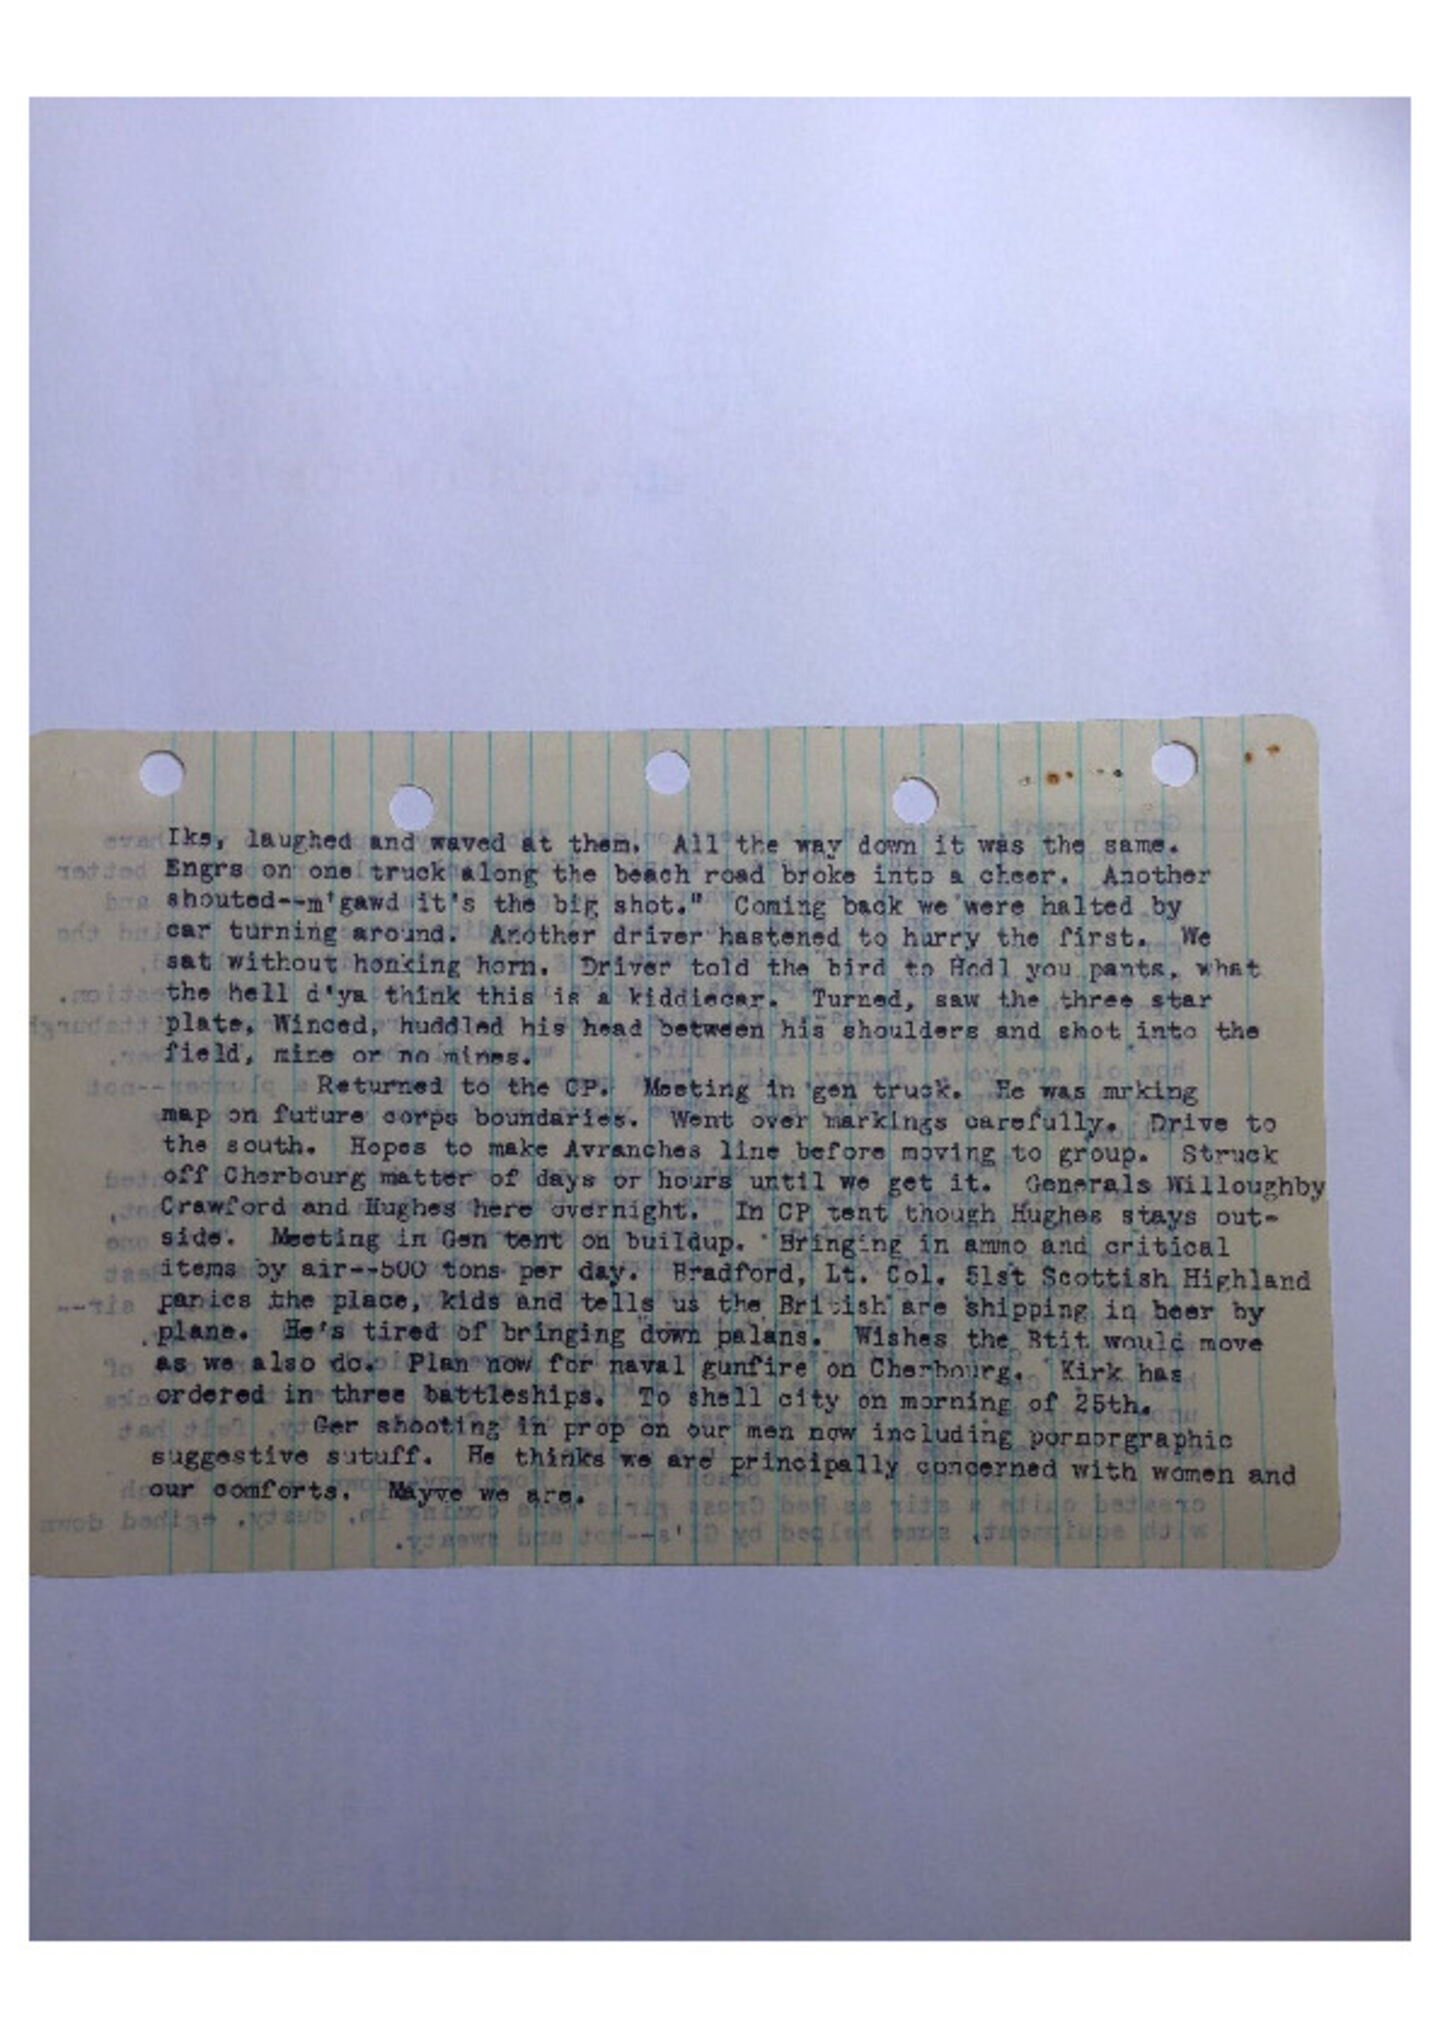 Iks, laughed and waved at them.  All the way down it was the same.
Engrs on one truck along the beach road broke into a cheer.  Another
shouted--m'gawd it's the big shot."  Coming back we were halted by
car turning around.  Another driver hastened to hurry the first.  We
sat without honking horn.  Driver told the bird to Hodl you pants, what
the hell d'ya think this is a kiddiecar.  Turned, saw the three star
plate, Winced, huddled his head between his shoulders and shot into the
field, mine or no mines.
Returned to the CP.  Meeting in gen truck.  He was mrking
map on future corps boundaries.  Went over markings carefully.  Drive to
the south.  Hopes to make Avranches line before moving to group.  Struck
off Cherbourg matter of days or hours until we get it.  Generals Willoughby
Crawford and Hughes here overnight.  In CP tent though Hughes stays out-
side.  Meeting in Gen tent on buildup.  Bringing in ammo and critical
items by air--500 tons per day.  Bradford, Lt. Col. 51st Scottish Highland
panics the place, kids and tells us the British are shipping in beer by
plane.  He's tired of bringing down palans.  Wishes the Btit would move
as we also do.  Plan now for naval gunfire on Cherbourg.  Kirk has
ordered in three battleships.  To shell city on morning of 25th.
Ger shooting in prop on our men now including pornorgraphic
suggestive sutuff.  He thinks we are principally concerned with women and
our comforts.  Mayve we are.